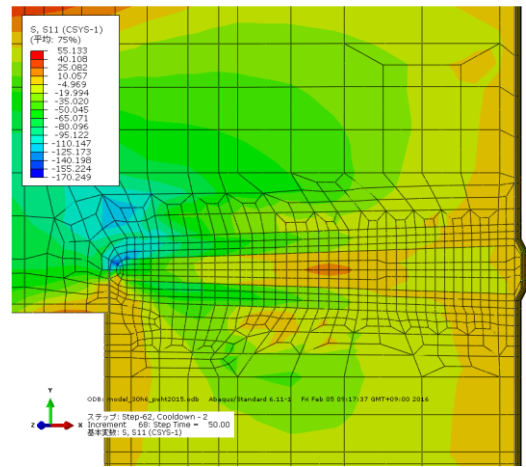 S, S11 (CSYS-1)
(平均: 75%)
55.133
40.108
25.082
10.057
-4.969
-19.994
-35.020
-50.045
-65.071
-80.096
-95.122
-110.147
-125.173
-140.198
-155.224
-170.249
ODB: model_30h6_pwht2015.odb Abaqus/Standard 6.11-1 Fri Feb 05 09:17:37 GMT+09:00 2016
Y
Z X
ステップ: Step-62, Cooldown - 2
Increment 68: Step Time = 50.00
基本変数: S, S11 (CSYS-1)